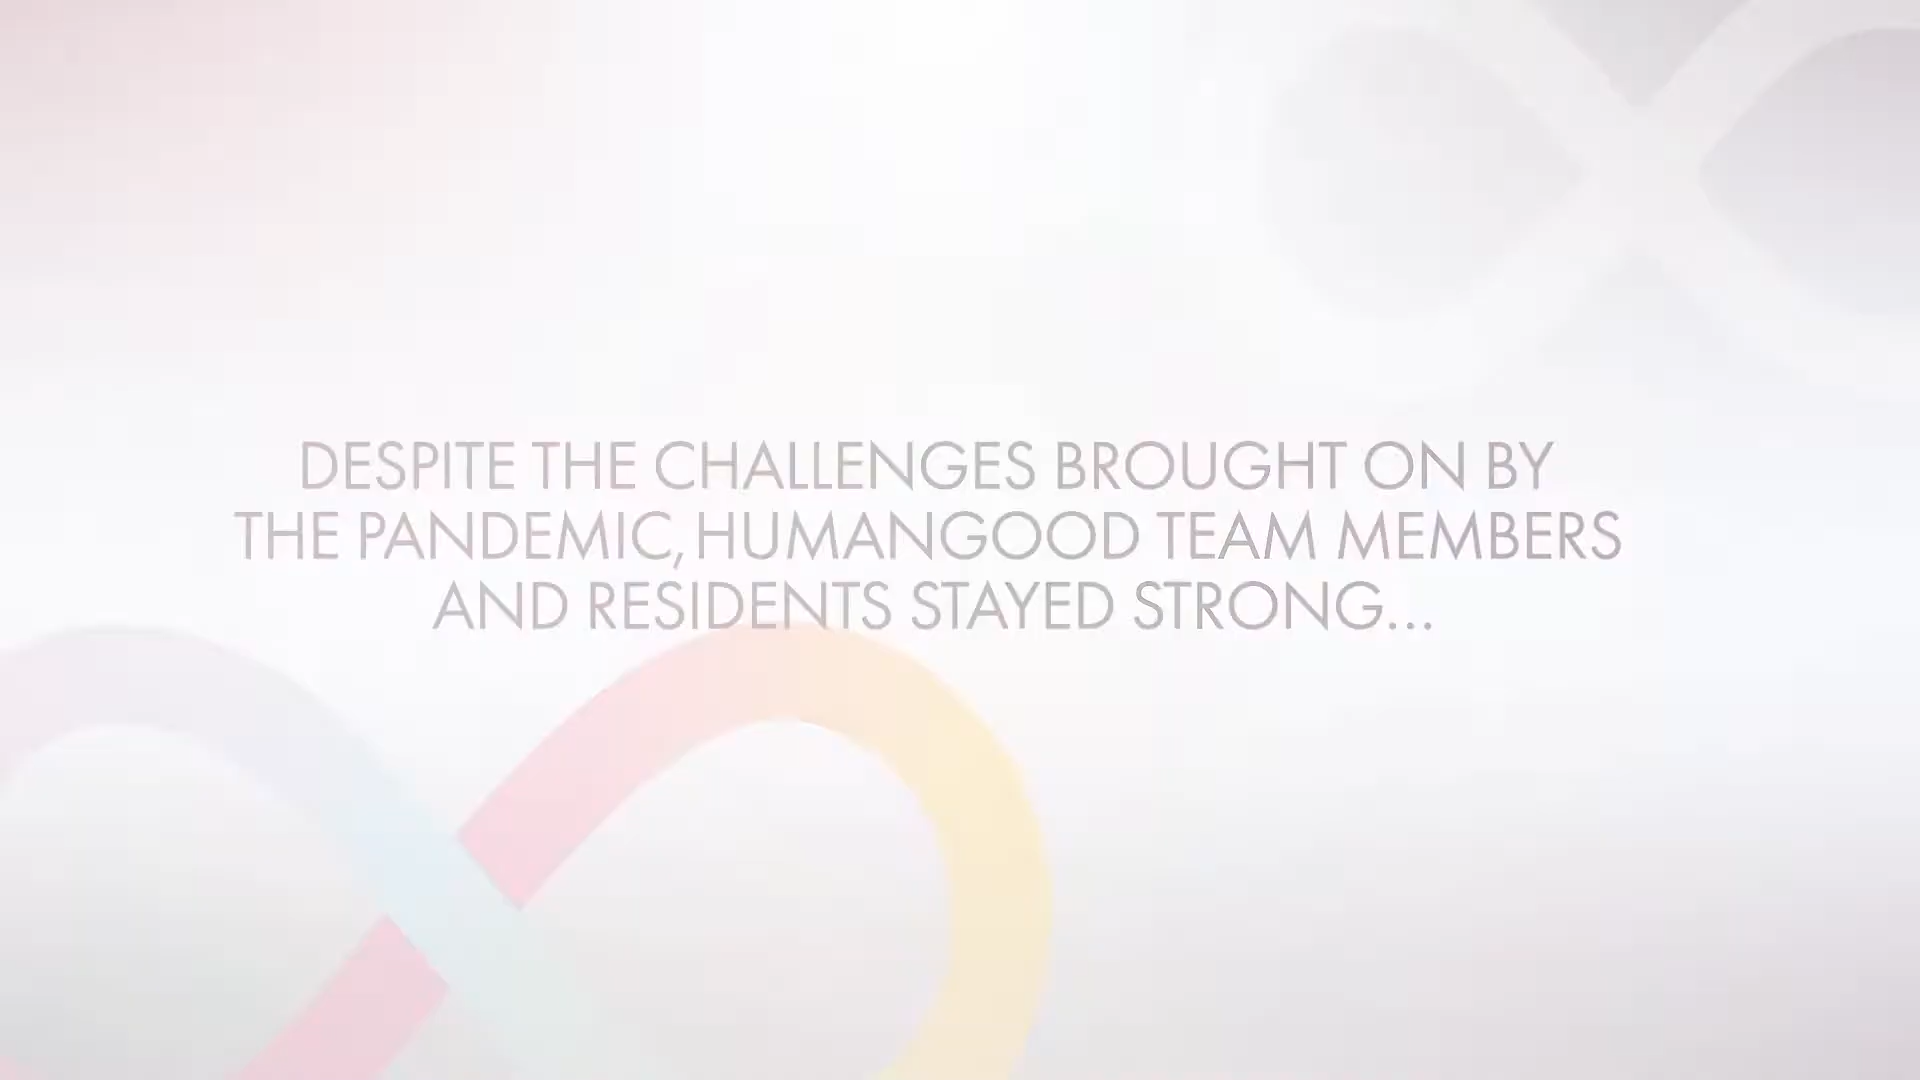 DESPITE THE CHALLENGES BROUGHT ON BY
THE PANDEMIC, HUMANGOOD TEAM MEMBERS
AND RESIDENTS STAYED STRONG...